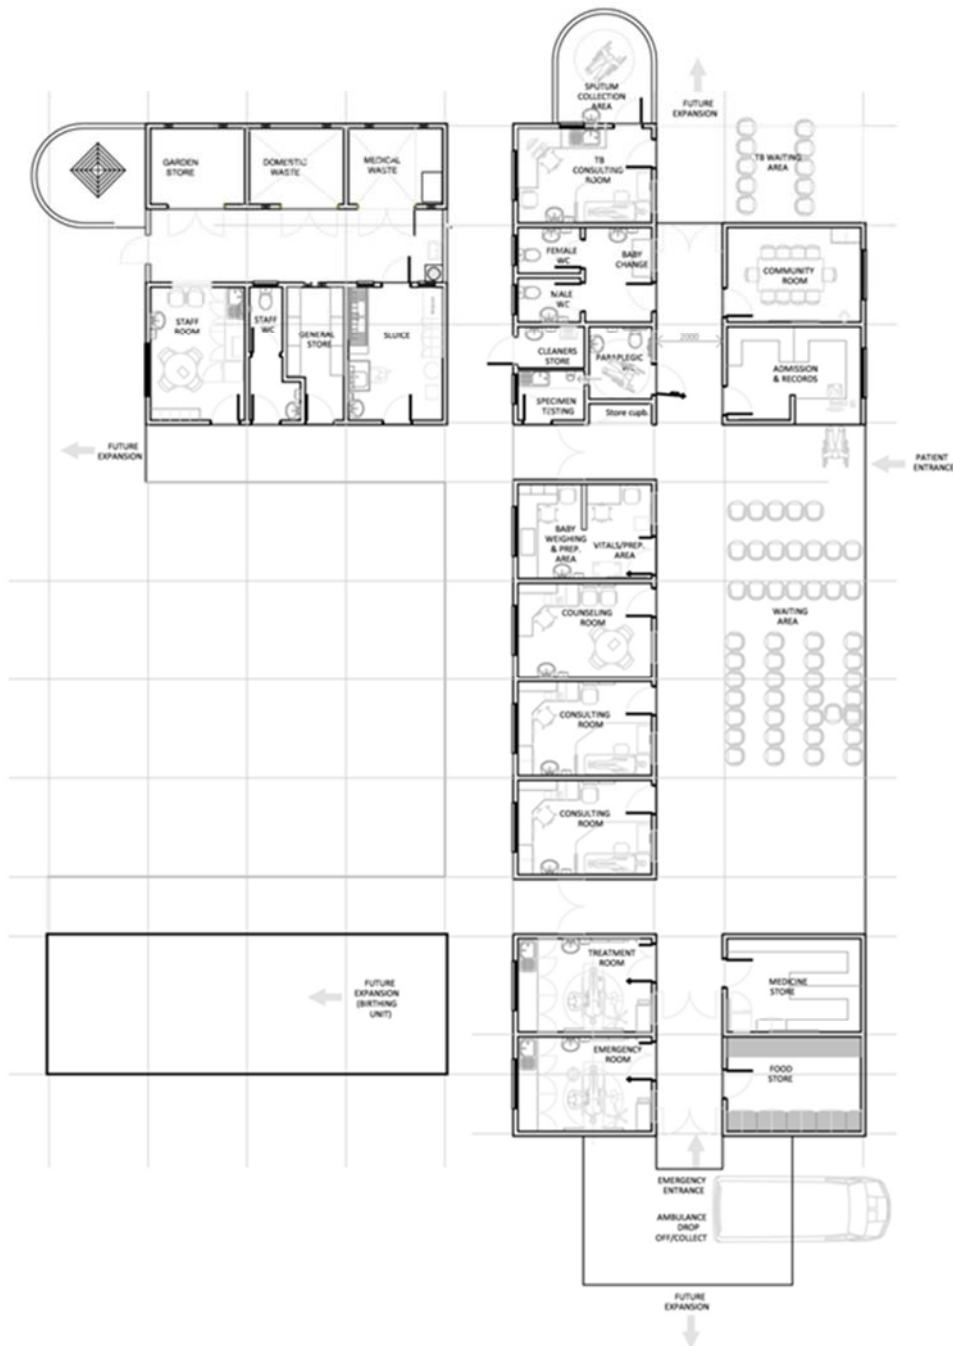 SPUTUM
COLLECTION
AREA
FUTURE
EXPANSION
GARDEN
STORE
DOMESTIC
WASTE
MEDICAL
WASTE
TB
CONSULTING
ROOM
TB WAITING
AREA
FEMALE
WC
BABY
CHANGE
COMMUNITY
ROOM
MALE
WC
STAFF
ROOM
STAFF
WC
GENERAL
STORE
SLUICE
CLEANERS
STORE
PARAPLEGIC
WC
2000
ADMISSION
& RECORDS
SPECIMEN
TESTING
Store cupb.
FUTURE
EXPANSION
PATIENT
ENTRANCE
BABY
WEIGHING
& PREP.
AREA
VITALS/PREP.
AREA
COUNSELING
ROOM
WAITING
AREA
CONSULTING
ROOM
CONSULTING
ROOM
TREATMENT
ROOM
MEDICINE
STORE
FUTURE
EXPANSION
(BIRTHING
UNIT)
EMERGENCY
ROOM
FOOD
STORE
EMERGENCY
ENTRANCE
AMBULANCE
DROP
OFF/COLLECT
FUTURE
EXPANSION